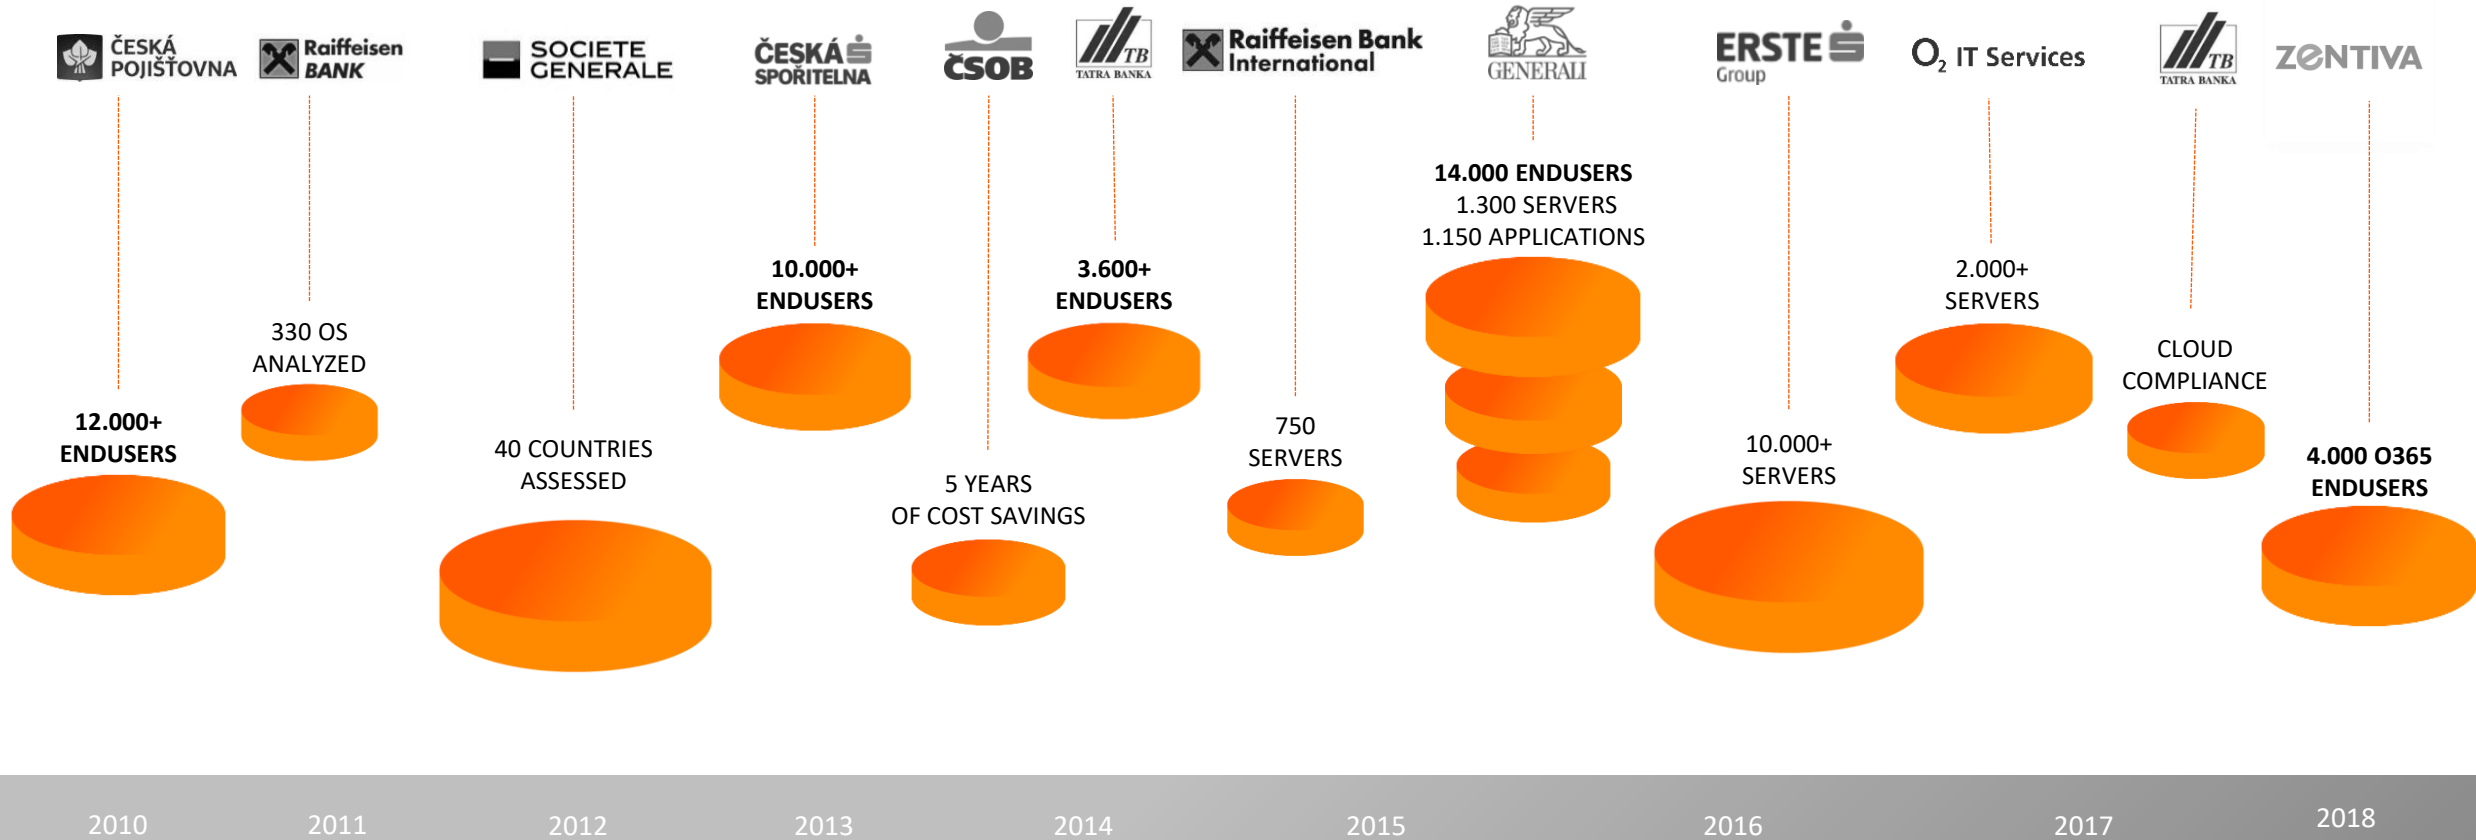 ČESKÁ
POJIŠŤOVNA
Raiffeisen
BANK
SOCIETE
GENERALE
ČESKÁ
SPOŘITELNA
ČSOB
TB
TATRA BANKA
Raiffeisen Bank
International
GENERALI
ERSTE
Group
O2 IT Services
TB
TATRA BANKA
ZENTIVA
12.000+
ENDUSERS
330 OS
ANALYZED
40 COUNTRIES
ASSESSED
10.000+
ENDUSERS
5 YEARS
OF COST SAVINGS
3.600+
ENDUSERS
750
SERVERS
14.000 ENDUSERS
1.300 SERVERS
1.150 APPLICATIONS
10.000+
SERVERS
2.000+
SERVERS
CLOUD
COMPLIANCE
4.000 O365
ENDUSERS
2010
2011
2012
2013
2014
2015
2016
2017
2018